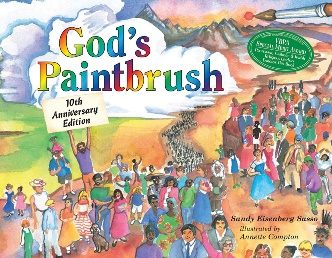 God's
Paintbrush
10th
Anniversary
Edition
Sandy Eisenberg Sasso
Illustrated by
Annette Compton